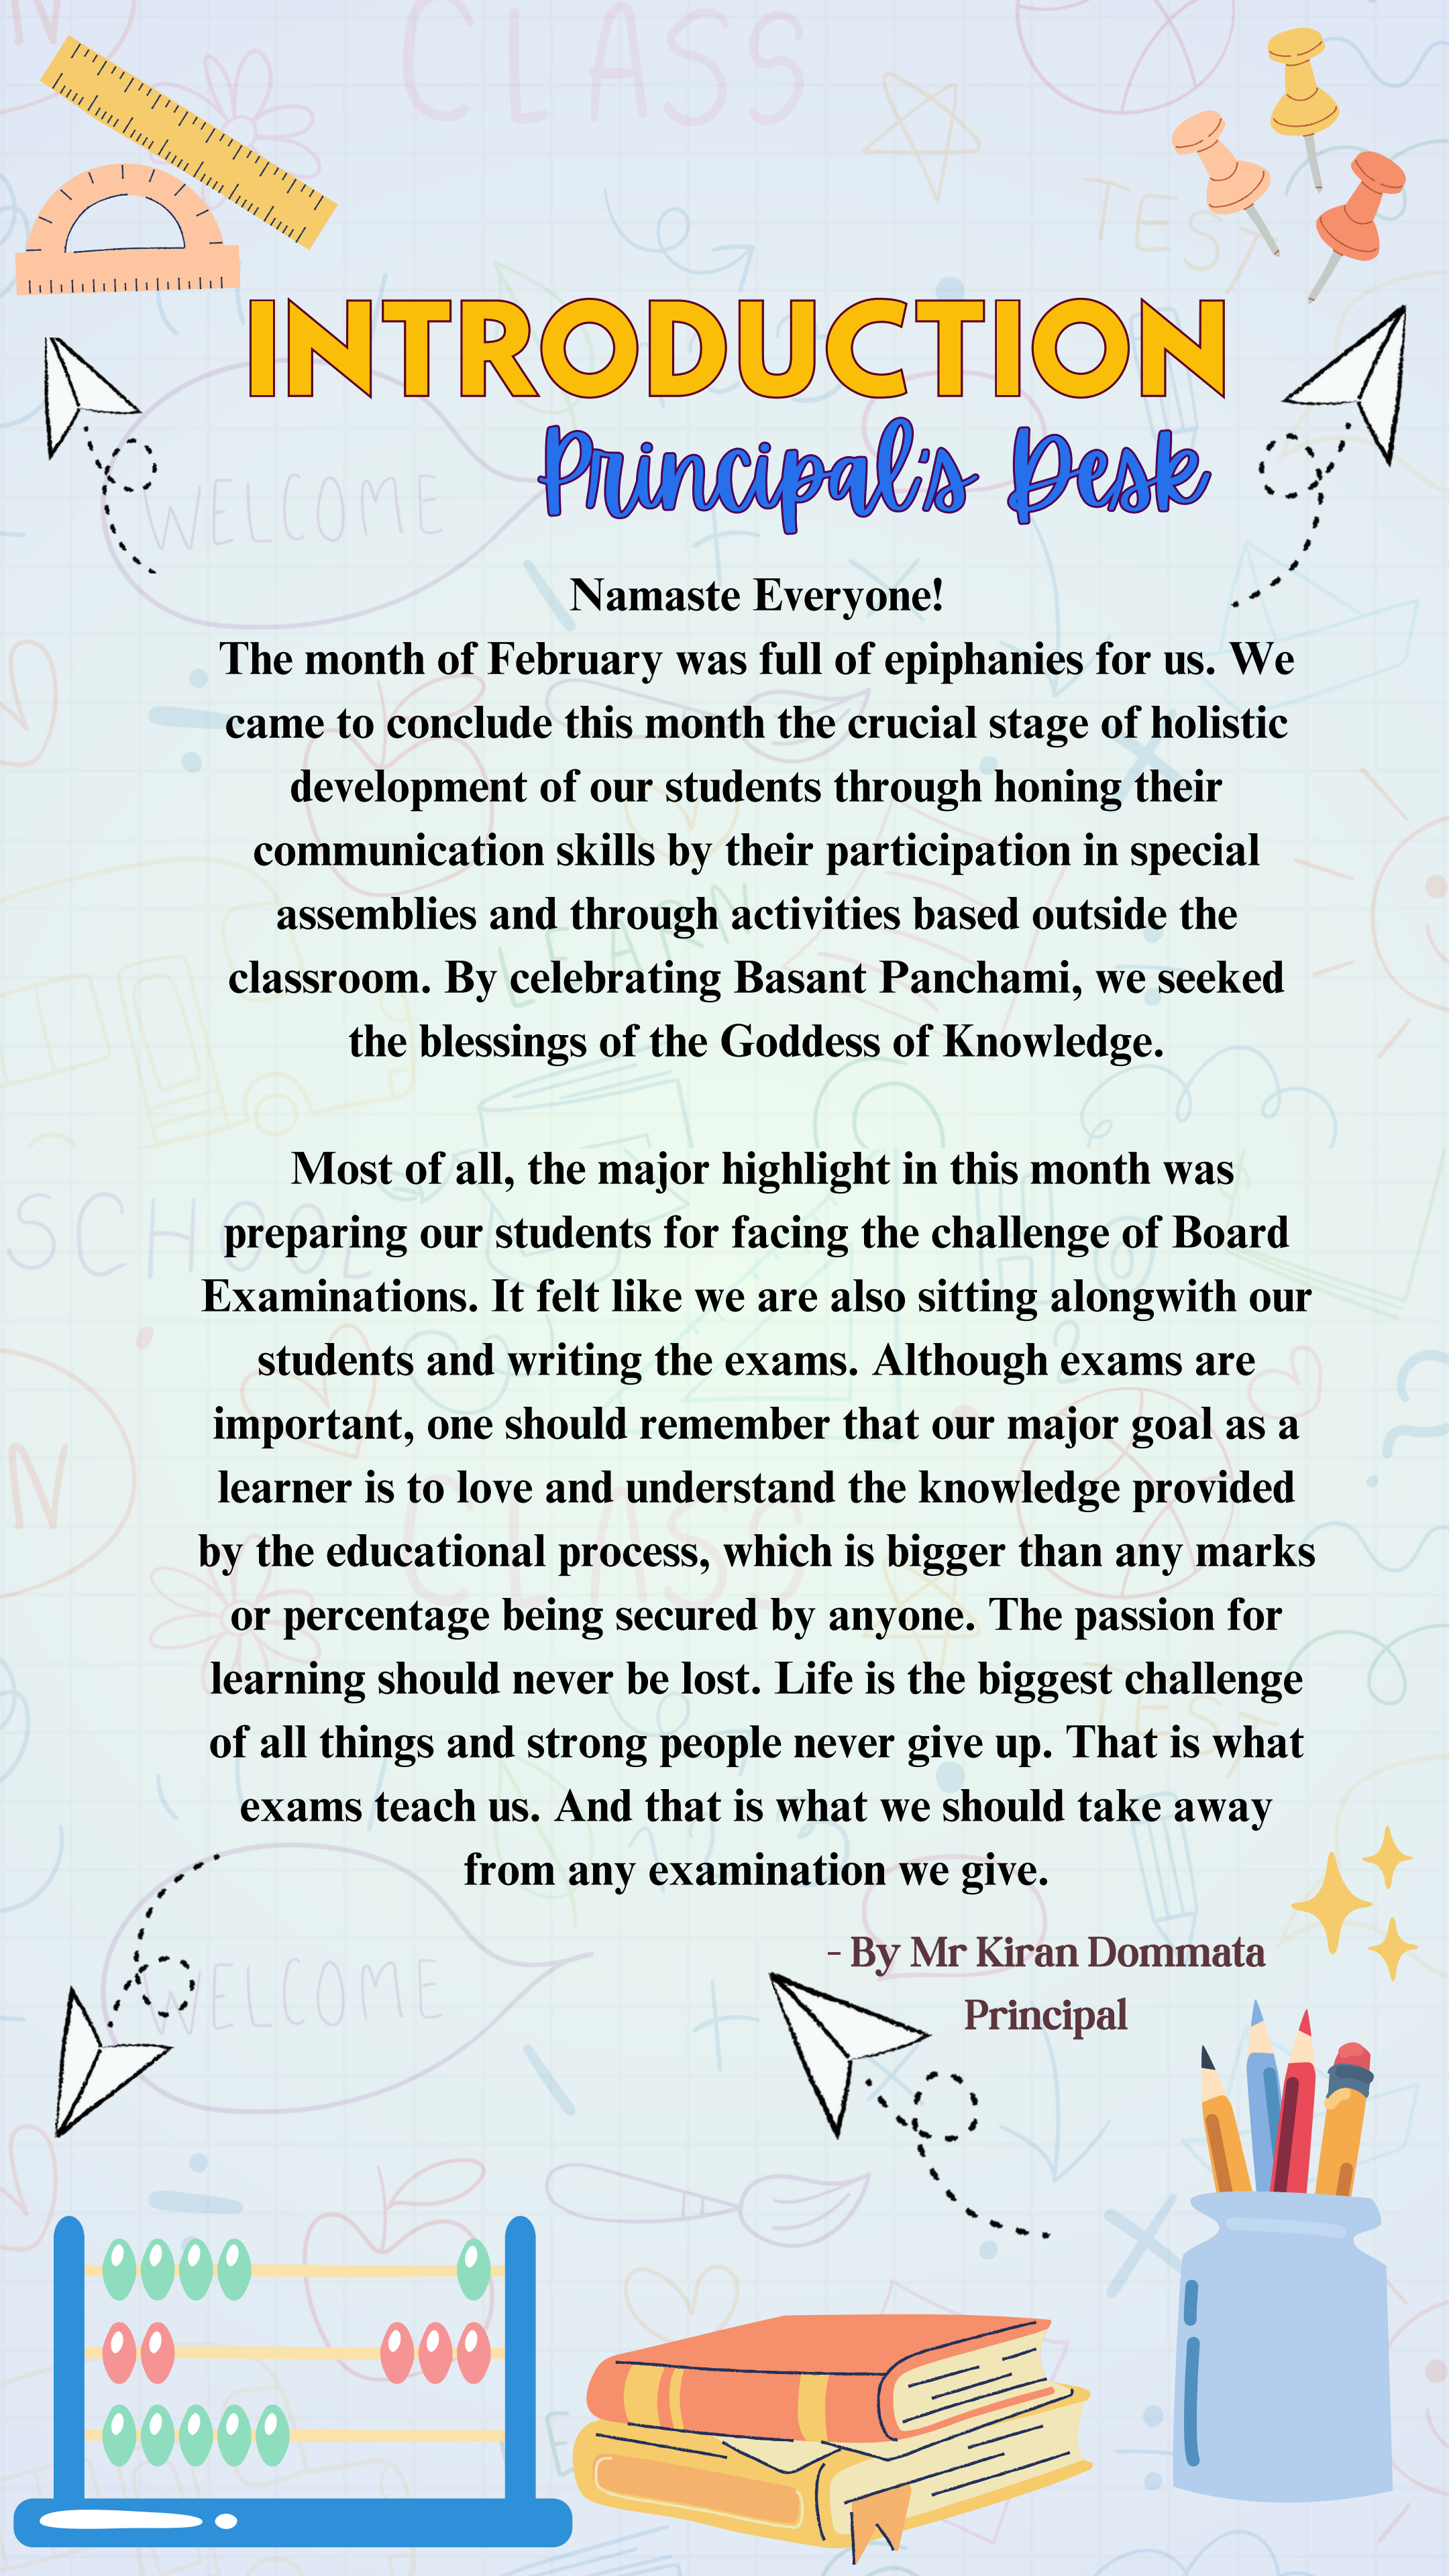 CLASS
TEST
INTRODUCTION
Principal's Desk
WELCOME
Namaste Everyone!
The month of February was full of epiphanies for us. We
came to conclude this month the crucial stage of holistic
development of our students through honing their
communication skills by their participation in special
assemblies and through activities based outside the
LEARN
classroom. By celebrating Basant Panchami, we seeked
the blessings of the Goddess of Knowledge.
Most of all, the major highlight in this month was
SCHOOL
preparing our students for facing the challenge of Board
H₂O
Examinations. It felt like we are also sitting alongwith our
students and writing the exams. Although exams are
important, one should remember that our major goal as a
learner is to love and understand the knowledge provided
CLASS
by the educational process, which is bigger than any marks
or percentage being secured by anyone. The passion for
learning should never be lost. Life is the biggest challenge
TEST
of all things and strong people never give up. That is what
exams teach us. And that is what we should take away
from any examination we give.
- By Mr Kiran Dommata
WELCOME
Principal